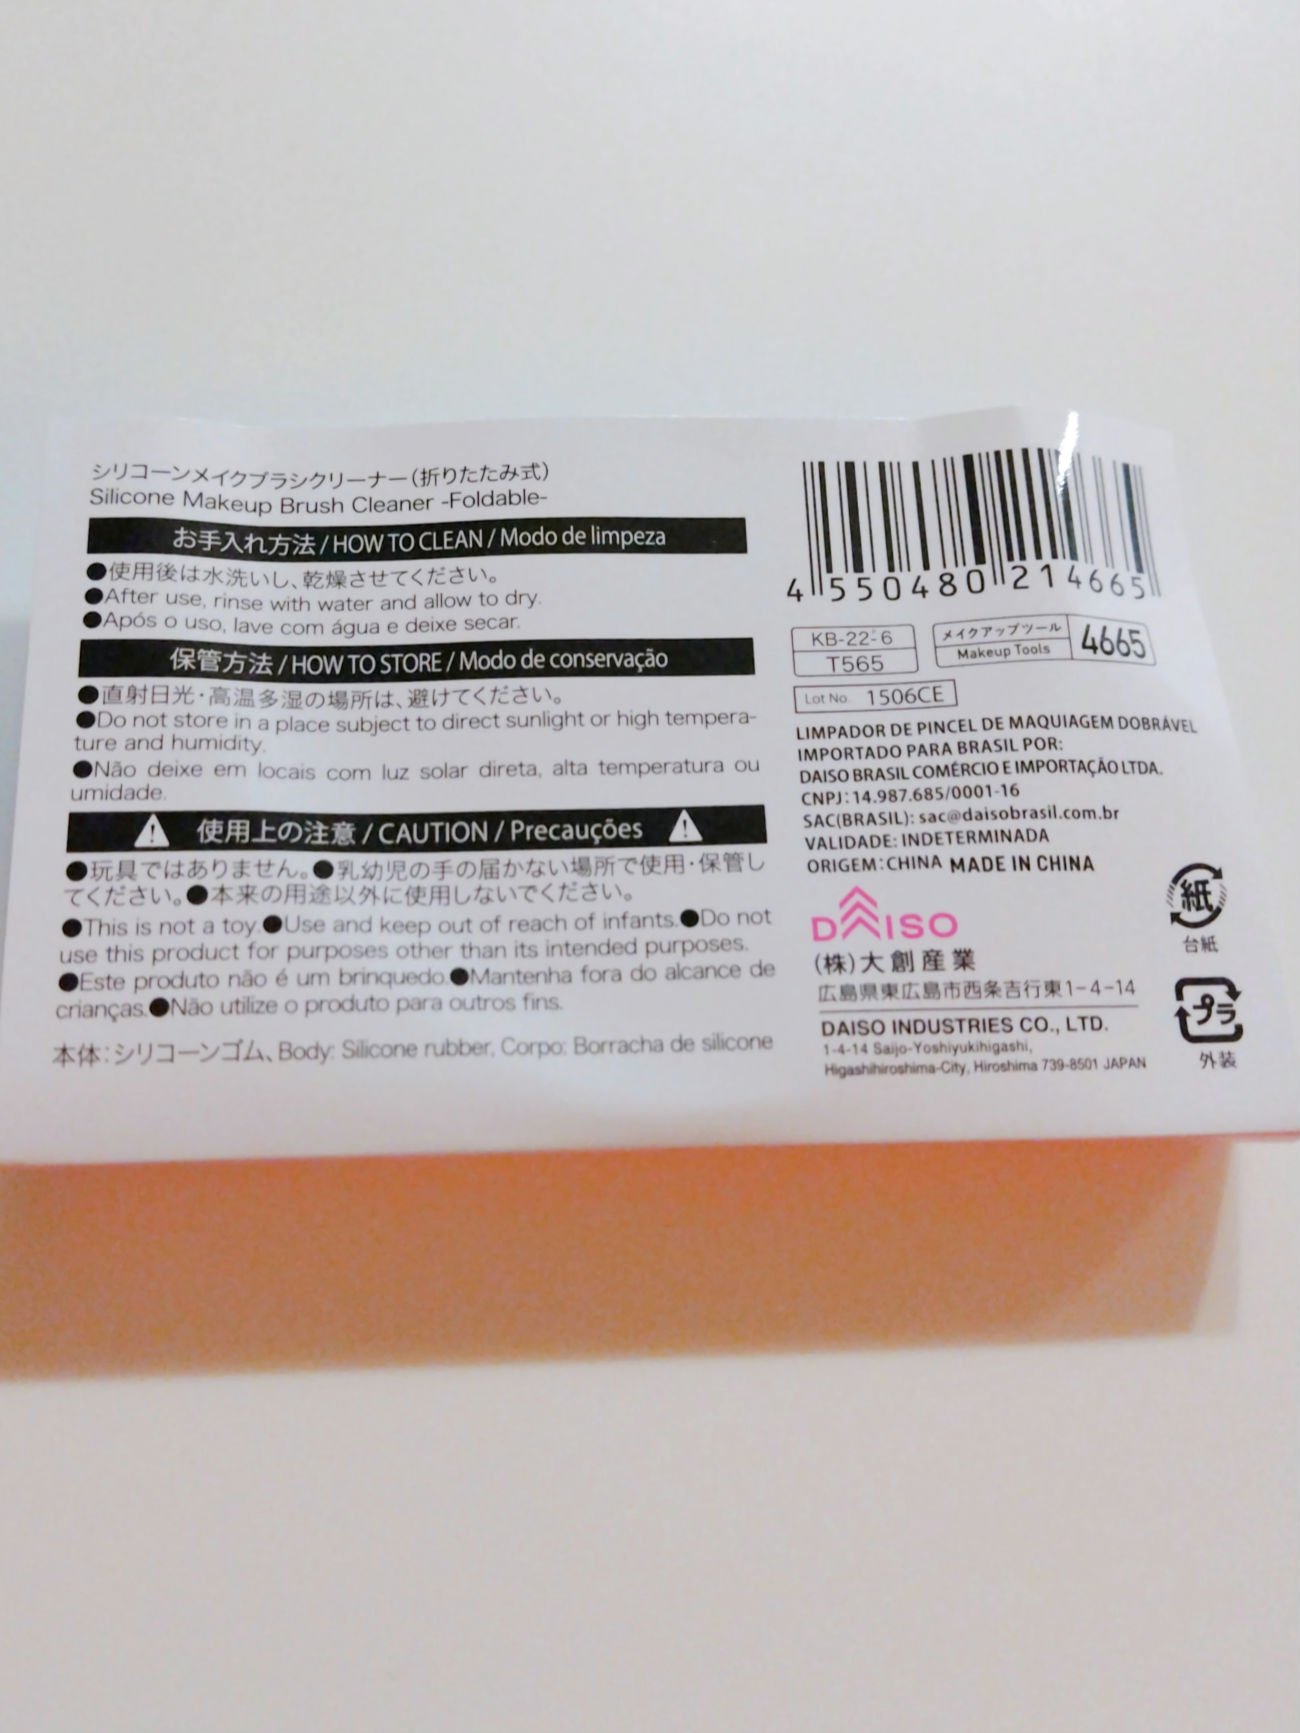 シリコーンメイクブラシクリーナー(折りたたみ式)
Silicone Makeup Brush Cleaner -Foldable-
お手入れ方法 / HOW TO CLEAN / Modo de limpeza
●使用後は水洗いし、乾燥させてください。
●After use, rinse with water and allow to dry.
●Após o uso, lave com água e deixe secar.
保管方法 / HOW TO STORE / Modo de conservação
●直射日光・高温多湿の場所は、避けてください。
●Do not store in a place subject to direct sunlight or high tempera-
ture and humidity.
●Não deixe em locais com luz solar direta, alta temperatura ou
umidade.
使用上の注意 / CAUTION / Precauções
●玩具ではありません。●乳幼児の手の届かない場所で使用・保管し
てください。●本来の用途以外に使用しないでください。
●This is not a toy.●Use and keep out of reach of infants.●Do not
use this product for purposes other than its intended purposes.
●Este produto não é um brinquedo.●Mantenha fora do alcance de
crianças.●Não utilize o produto para outros fins.
本体:シリコーンゴム、Body: Silicone rubber, Corpo: Borracha de silicone
4 550480 214665
KB-22-6
T565
メイクアップツール
Makeup Tools
4665
Lot No. 1506CE
LIMPADOR DE PINCEL DE MAQUIAGEM DOBRÁVEL
IMPORTADO PARA BRASIL POR:
DAISO BRASIL COMÉRCIO E IMPORTAÇÃO LTDA.
CNPJ:14.987.685/0001-16
SAC(BRASIL): sac@daisobrasil.com.br
VALIDADE: INDETERMINADA
ORIGEM:CHINA MADE IN CHINA
DAISO
(株)大創産業
広島県東広島市西条吉行東1-4-14
DAISO INDUSTRIES CO., LTD.
1-4-14 Saijo-Yoshiyukihigashi,
Higashihiroshima-City, Hiroshima 739-8501 JAPAN
紙
台紙
プラ
外装